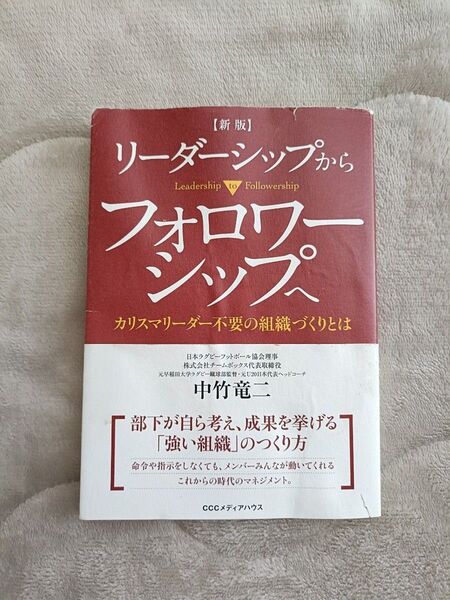 【新版】
リーダーシップから
Leadership to Followership
フォロワー
シップへ
カリスマリーダー不要の組織づくりとは
日本ラグビーフットボール協会理事
株式会社チームボックス代表取締役
元早稲田大学ラグビー蹴球部監督・元U20日本代表ヘッドコーチ
中竹竜二
部下が自ら考え、成果を挙げる
「強い組織」のつくり方
命令や指示をしなくても、メンバーみんなが動いてくれる
これからの時代のマネジメント。
CCCメディアハウス